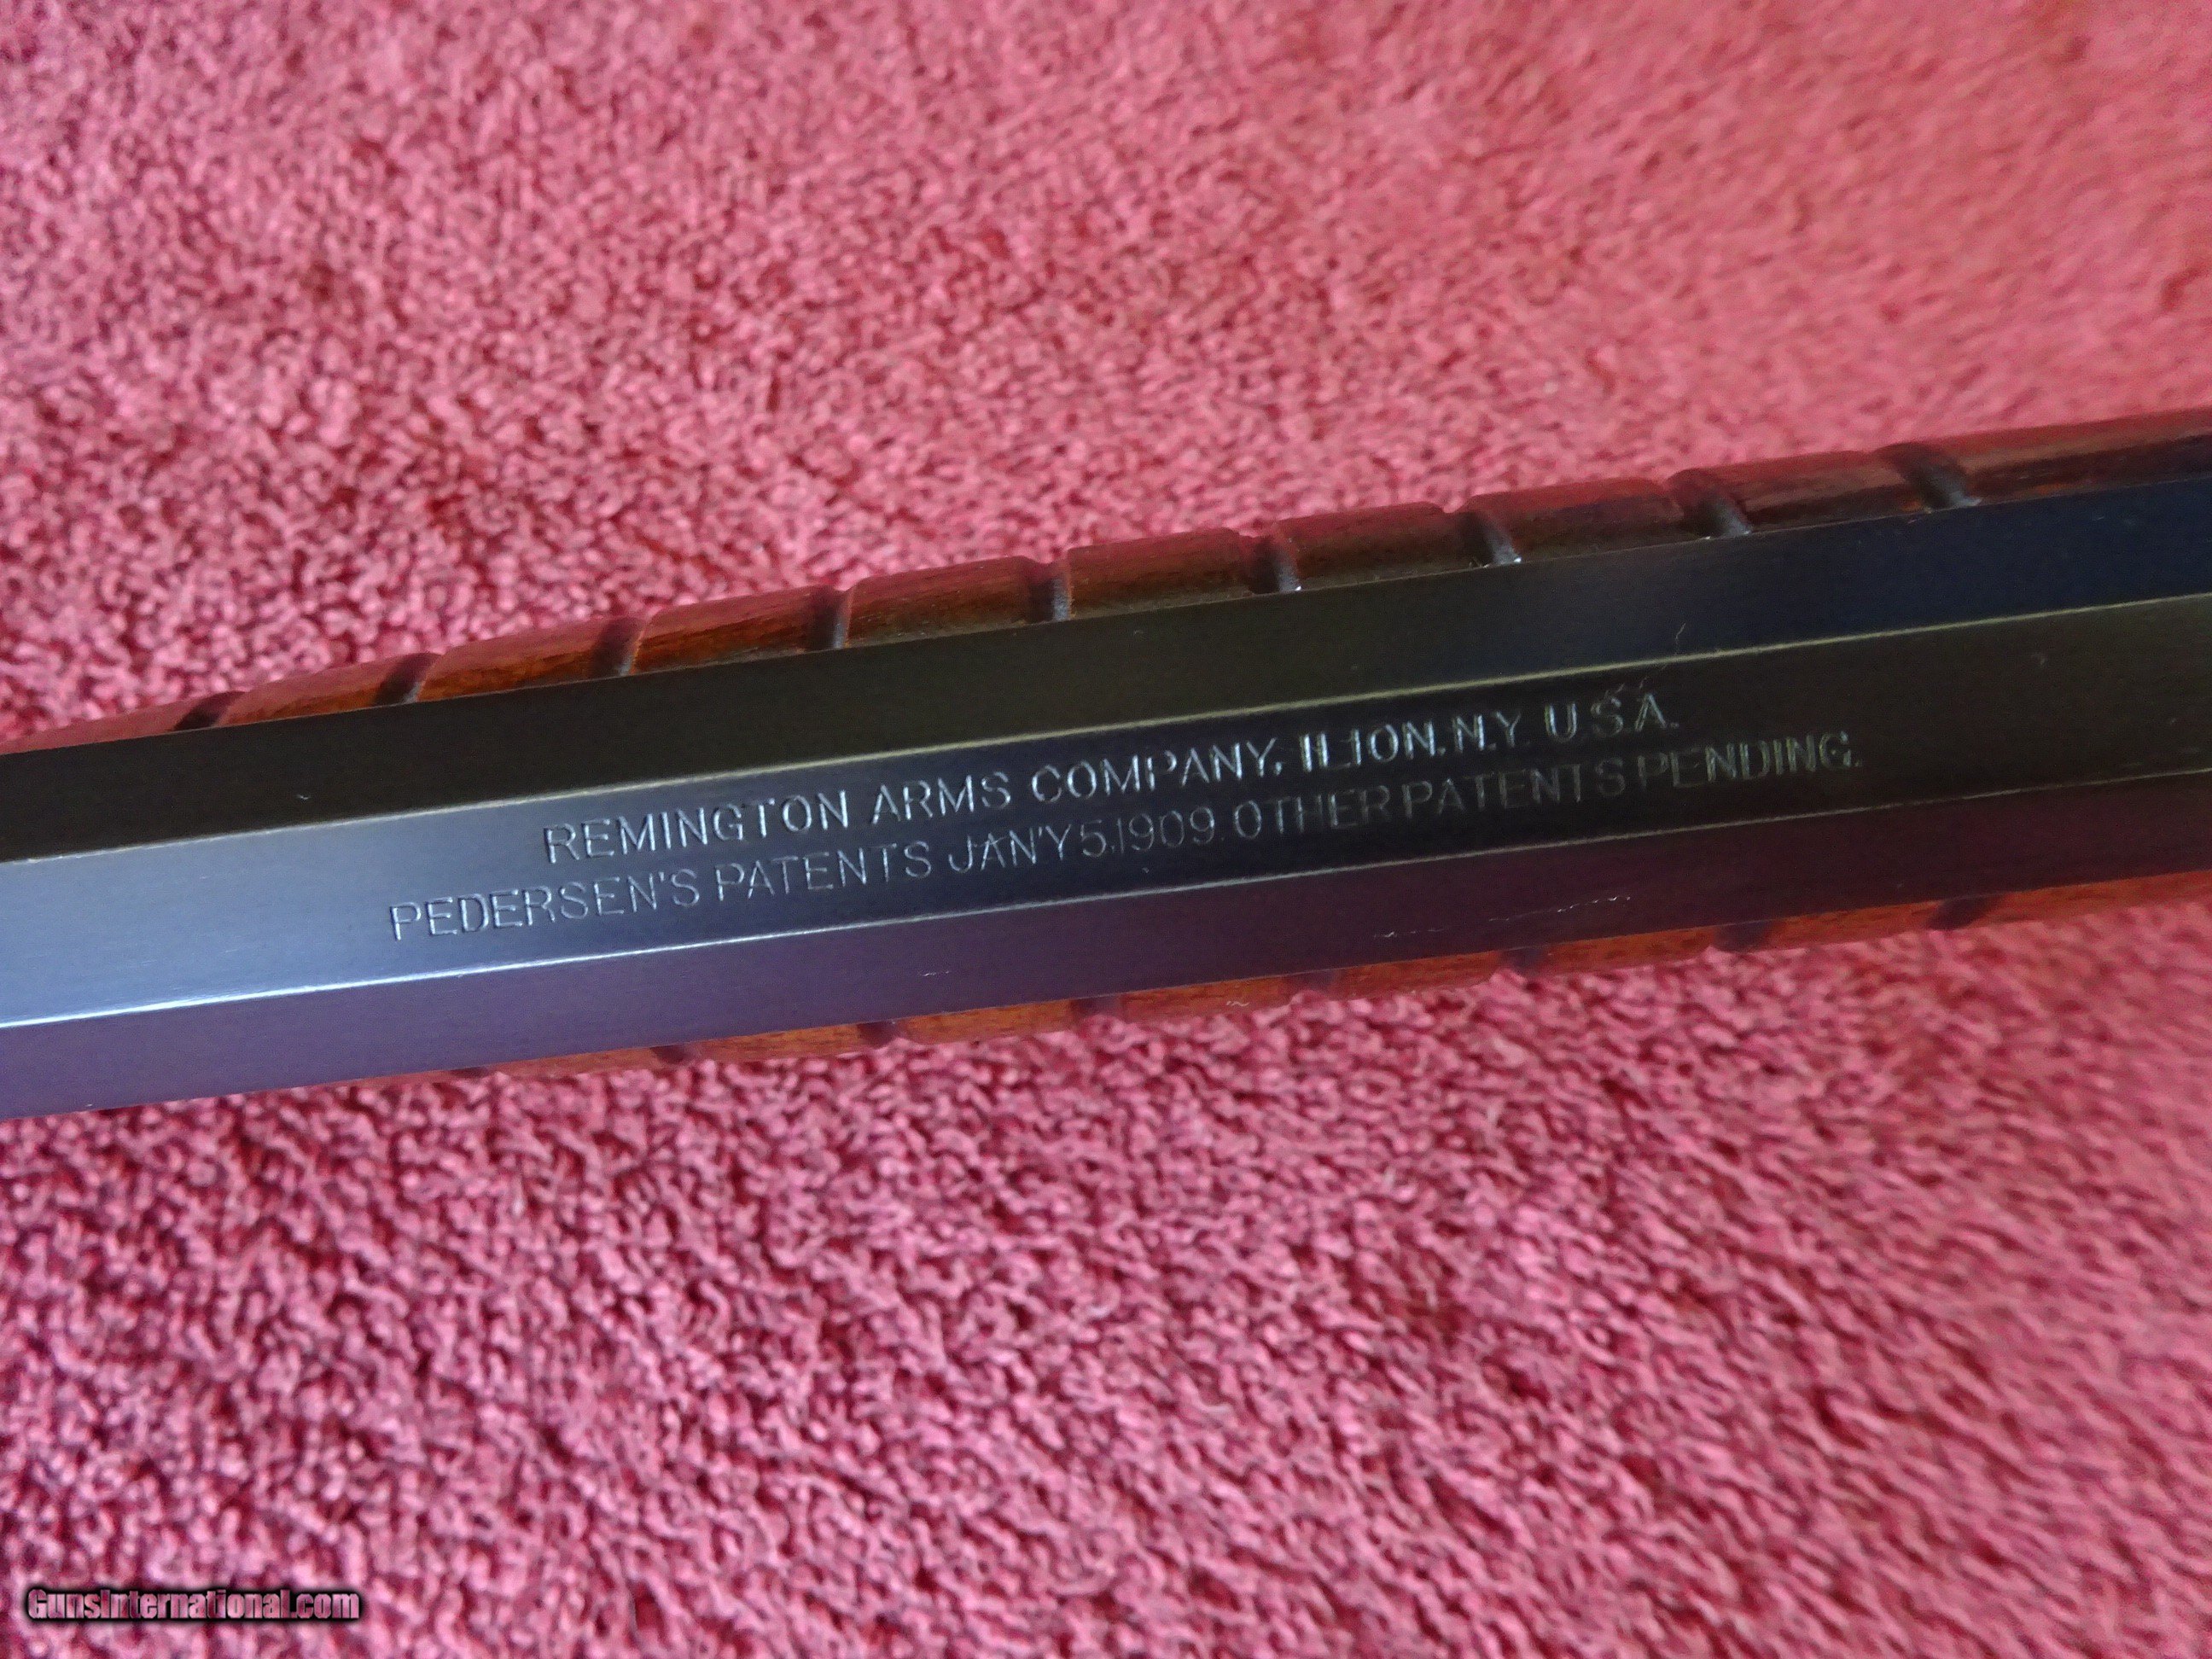 REMINGTON ARMS COMPANY, ILION. N.Y. U.S.A.
PEDERSEN'S PATENTS JAN'Y 5, 1909. OTHER PATENTS PENDING.
GunsInternational.com